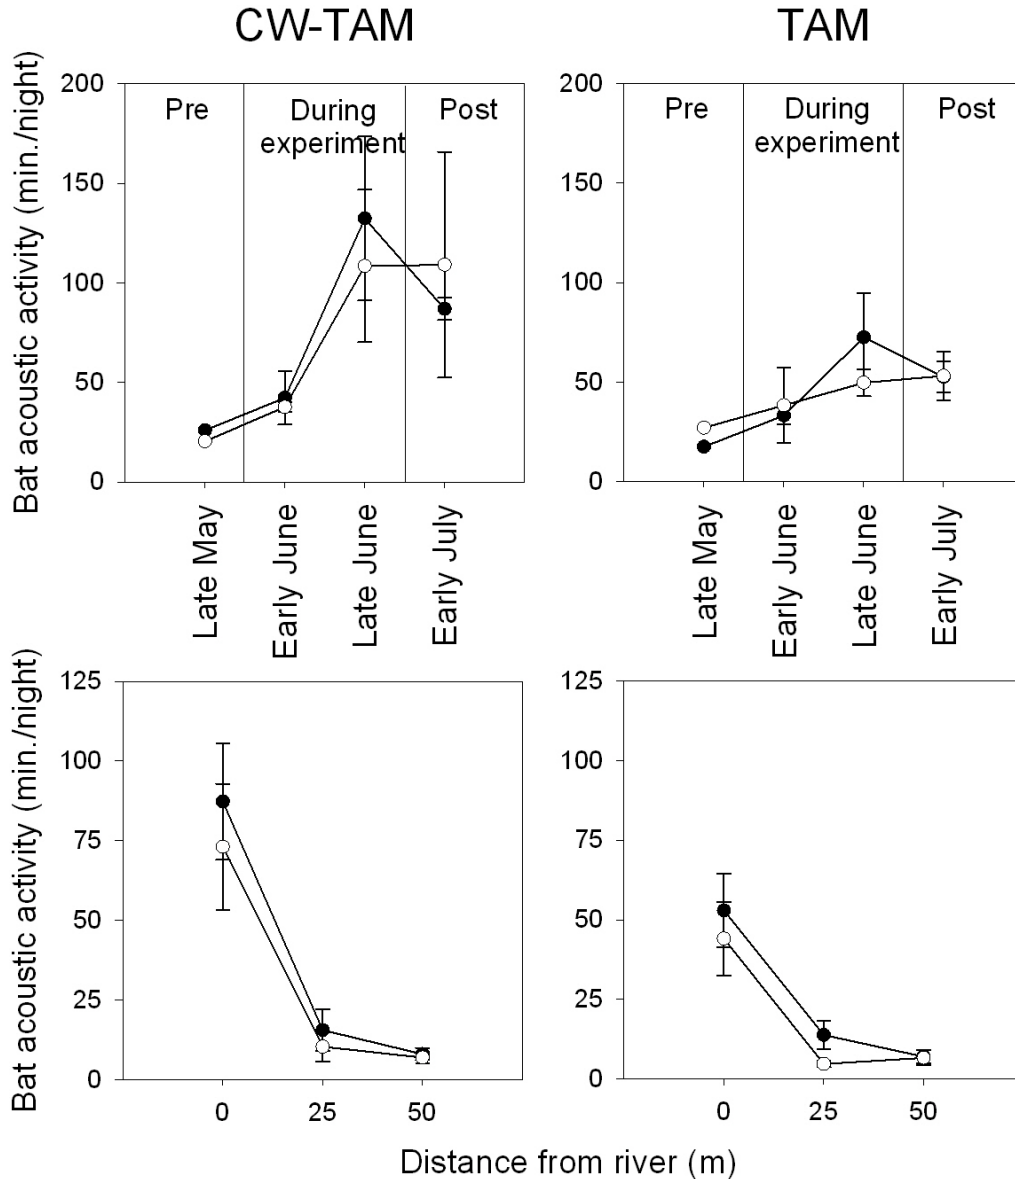 CW-TAM
TAM
Bat acoustic activity (min./night)
200
150
100
50
0
Pre
During
experiment
Post
Late May
Early June
Late June
Early July
200
150
100
50
0
Pre
During
experiment
Post
Late May
Early June
Late June
Early July
Bat acoustic activity (min./night)
125
100
75
50
25
0
0
25
50
125
100
75
50
25
0
0
25
50
Distance from river (m)